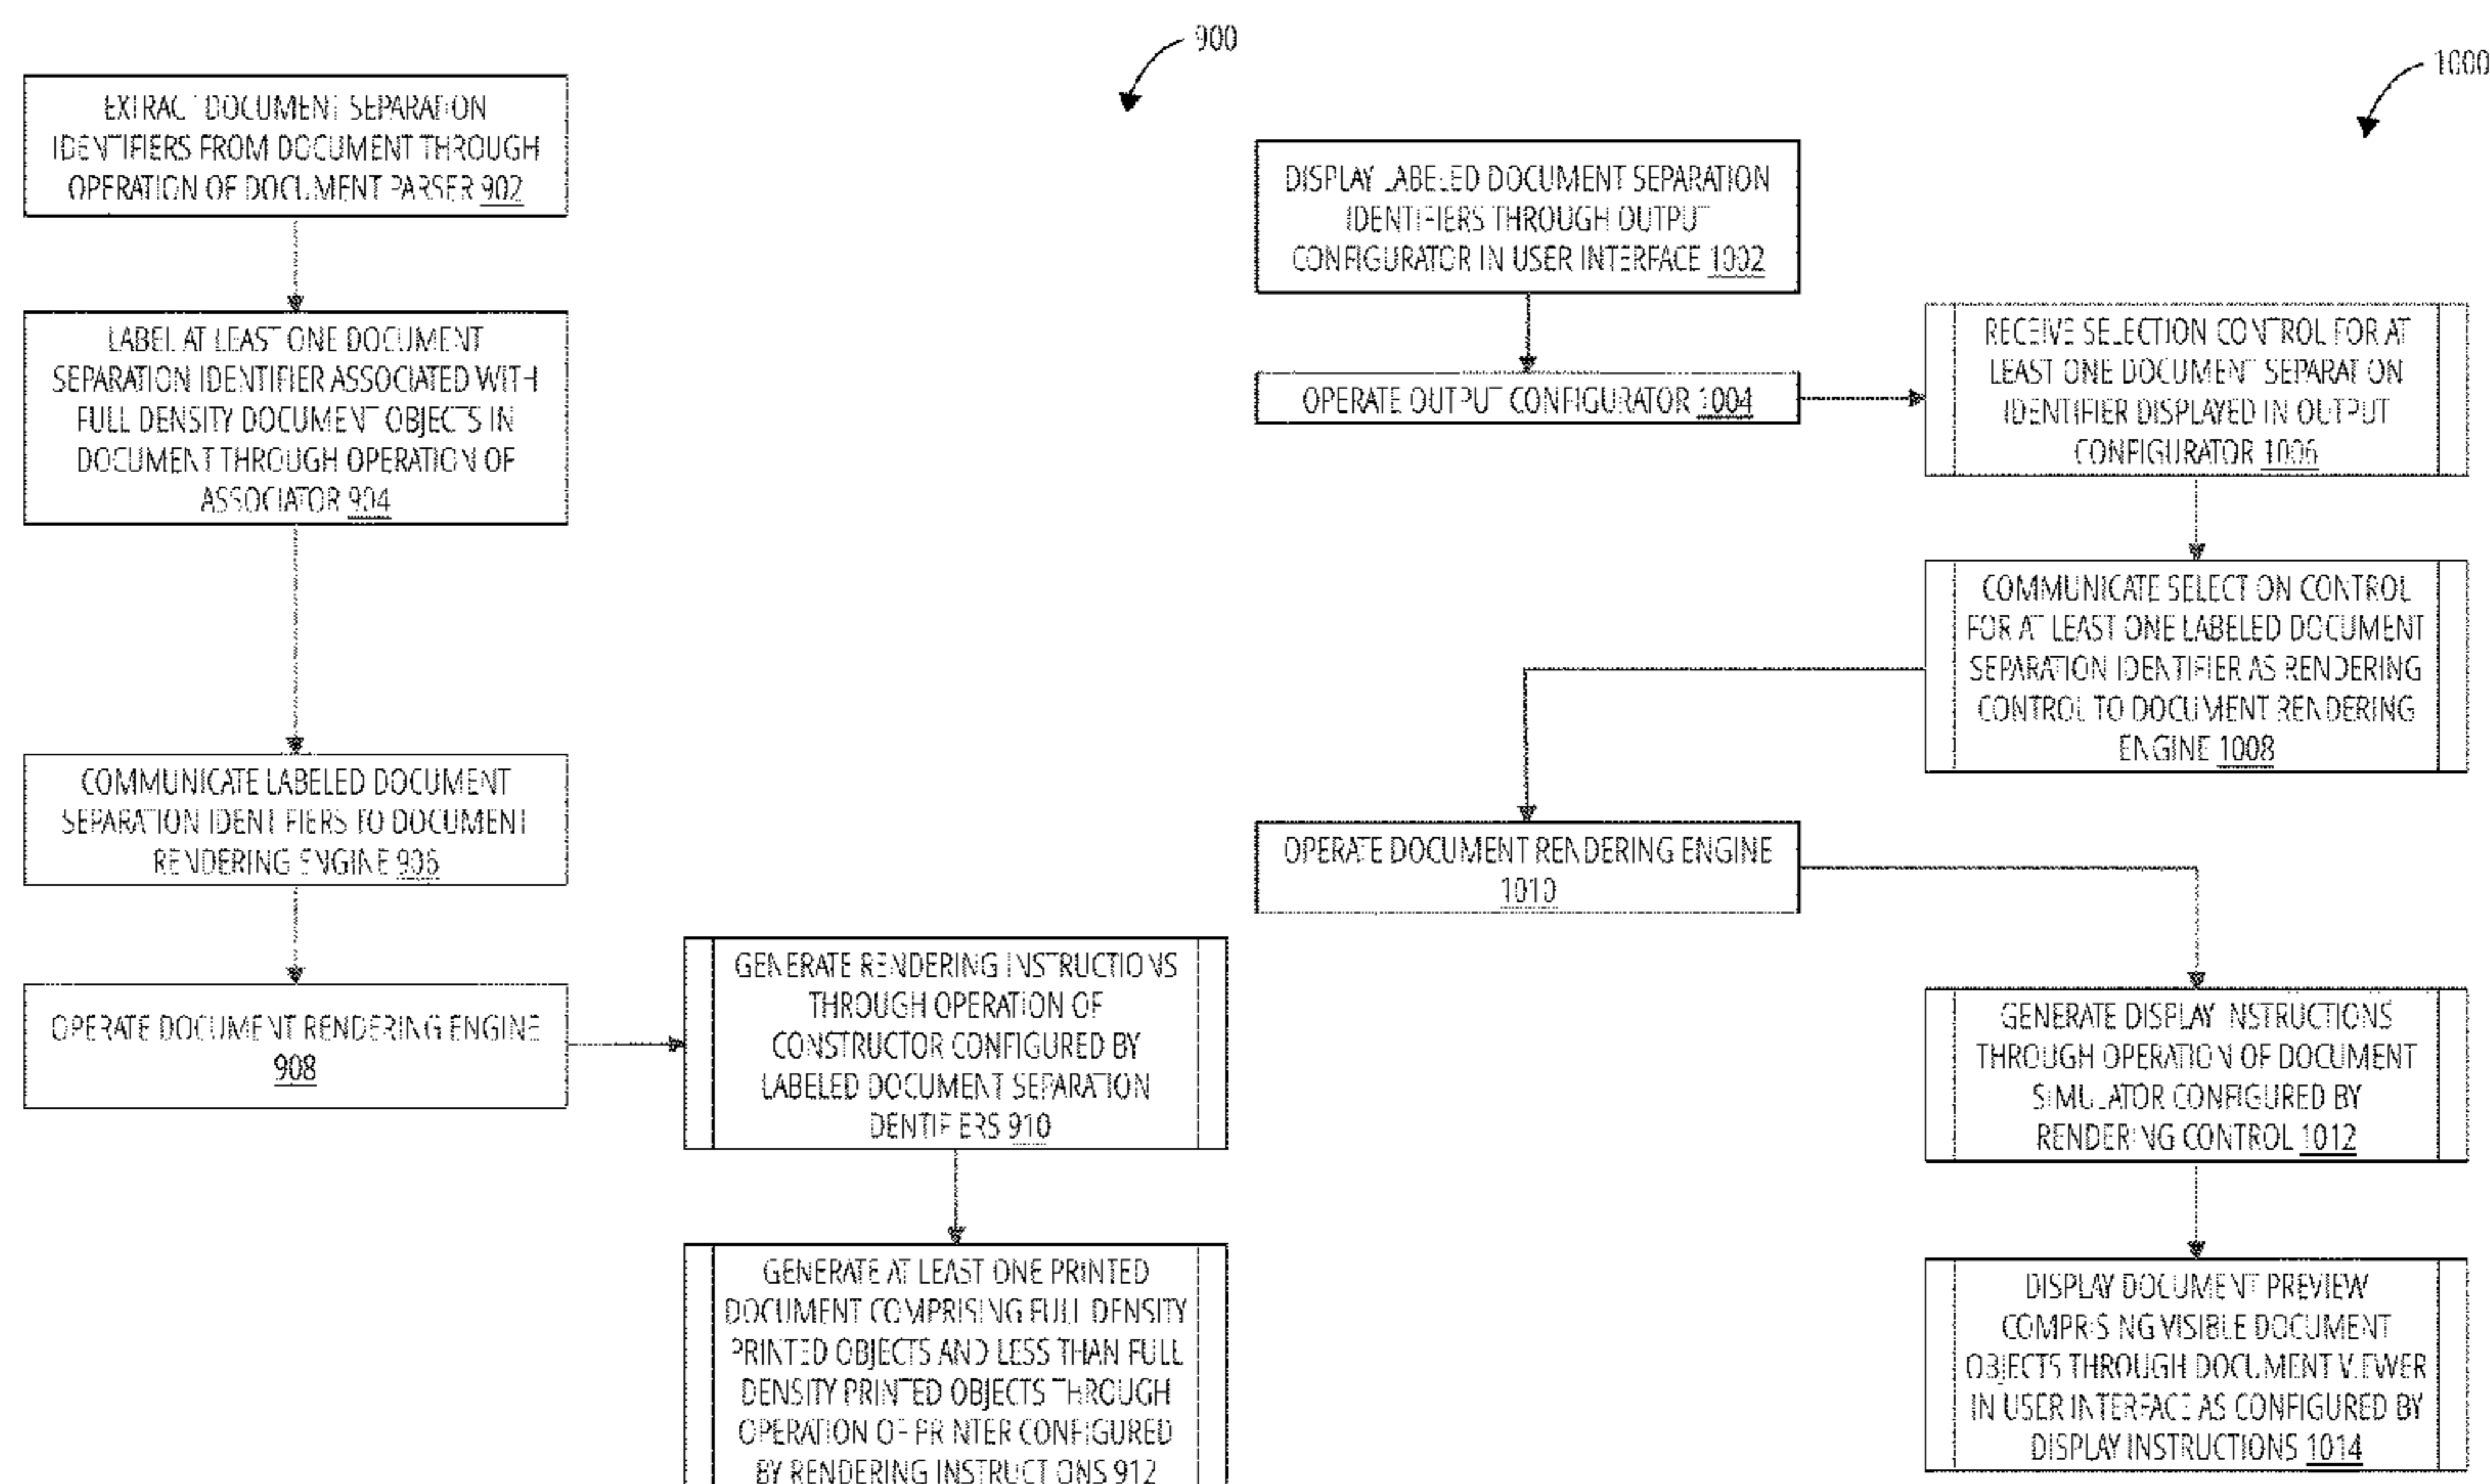 900
EXTRACT DOCUMENT SEPARATION
IDENTIFIERS FROM DOCUMENT THROUGH
OPERATION OF DOCUMENT PARSER 902
LABEL AT LEAST ONE DOCUMENT
SEPARATION IDENTIFIER ASSOCIATED WITH
FULL DENSITY DOCUMENT OBJECTS IN
DOCUMENT THROUGH OPERATION OF
ASSOCIATOR 904
COMMUNICATE LABELED DOCUMENT
SEPARATION IDENTIFIERS TO DOCUMENT
RENDERING ENGINE 906
OPERATE DOCUMENT RENDERING ENGINE
908
GENERATE RENDERING INSTRUCTIONS
THROUGH OPERATION OF
CONSTRUCTOR CONFIGURED BY
LABELED DOCUMENT SEPARATION
IDENTIFIERS 910
GENERATE AT LEAST ONE PRINTED
DOCUMENT COMPRISING FULL DENSITY
PRINTED OBJECTS AND LESS THAN FULL
DENSITY PRINTED OBJECTS THROUGH
OPERATION OF PRINTER CONFIGURED
BY RENDERING INSTRUCTIONS 912
1000
DISPLAY LABELED DOCUMENT SEPARATION
IDENTIFIERS THROUGH OUTPUT
CONFIGURATOR IN USER INTERFACE 1002
OPERATE OUTPUT CONFIGURATOR 1004
RECEIVE SELECTION CONTROL FOR AT
LEAST ONE DOCUMENT SEPARATION
IDENTIFIER DISPLAYED IN OUTPUT
CONFIGURATOR 1006
COMMUNICATE SELECTION CONTROL
FOR AT LEAST ONE LABELED DOCUMENT
SEPARATION IDENTIFIER AS RENDERING
CONTROL TO DOCUMENT RENDERING
ENGINE 1008
OPERATE DOCUMENT RENDERING ENGINE
1010
GENERATE DISPLAY INSTRUCTIONS
THROUGH OPERATION OF DOCUMENT
SIMULATOR CONFIGURED BY
RENDERING CONTROL 1012
DISPLAY DOCUMENT PREVIEW
COMPRISING VISIBLE DOCUMENT
OBJECTS THROUGH DOCUMENT VIEWER
IN USER INTERFACE AS CONFIGURED BY
DISPLAY INSTRUCTIONS 1014